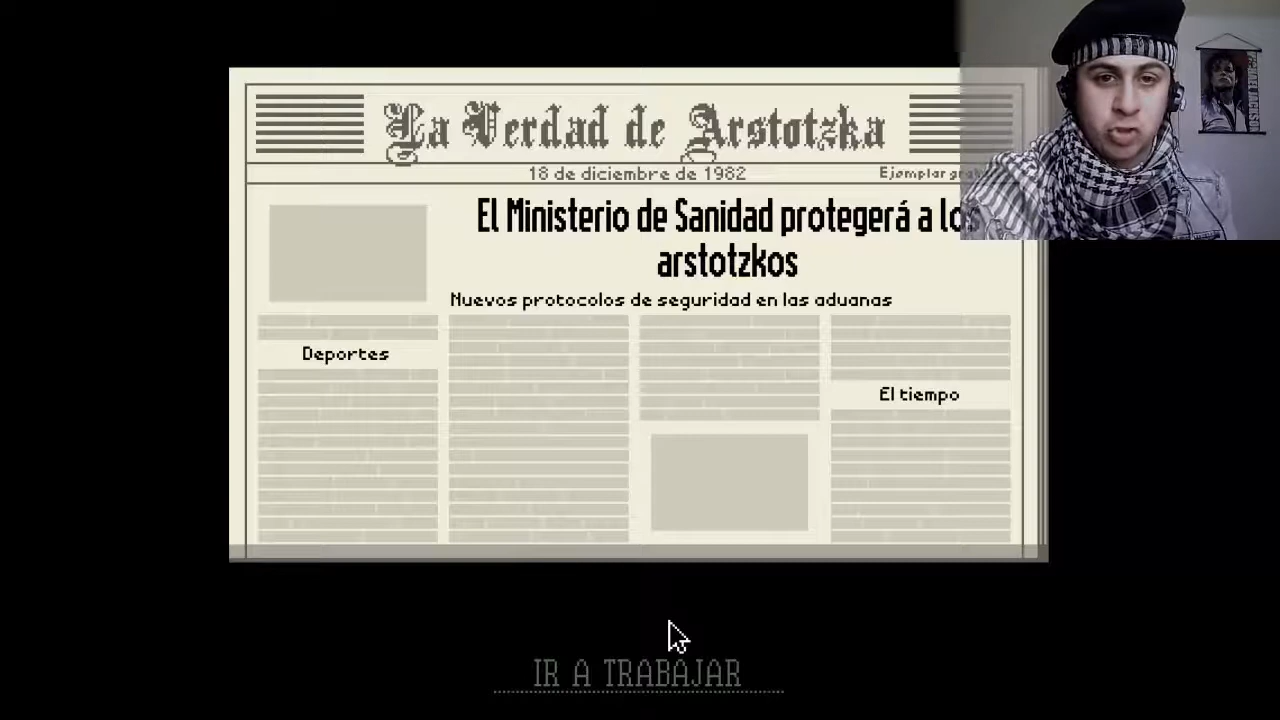 La Verdad de Arstotzka
18 de diciembre de 1982
Ejemplar
El Ministerio de Sanidad protegerá a los
arstotzkos
Nuevos protocolos de seguridad en las aduanas
Deportes
El tiempo
IR A TRABAJAR